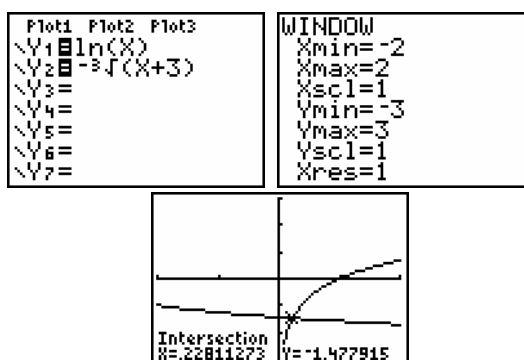 Plot1 Plot2 Plot3
\Y1=ln(X)
\Y2=-³√(X+3)
\Y3=
\Y4=
\Y5=
\Y6=
\Y7=
WINDOW
Xmin=-2
Xmax=2
Xscl=1
Ymin=-3
Ymax=3
Yscl=1
Xres=1
Intersection
X=.22811273 Y=-1.477915